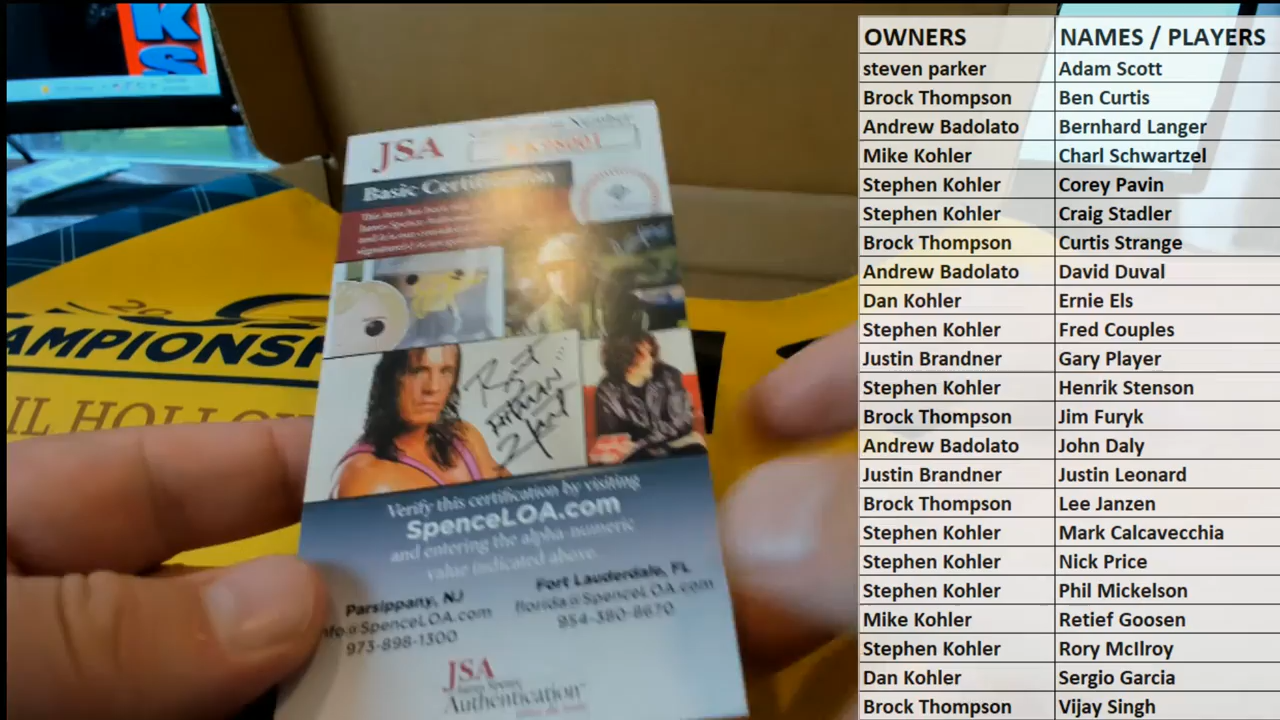 K
S
JSA
Basic Certification
Bret
HITMAN
Hart
Verify this certification by visiting
SpenceLOA.com
and entering the alpha numeric
value indicated above.
Parsippany, NJ
info@SpenceLOA.com
973-898-1300
Fort Lauderdale, FL
florida@SpenceLOA.com
954-380-8670
JSA
Authentication
20
AMPIONSH
IL HOLLOW
OWNERS NAMES / PLAYERS
steven parker Adam Scott
Brock Thompson Ben Curtis
Andrew Badolato Bernhard Langer
Mike Kohler Charl Schwartzel
Stephen Kohler Corey Pavin
Stephen Kohler Craig Stadler
Brock Thompson Curtis Strange
Andrew Badolato David Duval
Dan Kohler Ernie Els
Stephen Kohler Fred Couples
Justin Brandner Gary Player
Stephen Kohler Henrik Stenson
Brock Thompson Jim Furyk
Andrew Badolato John Daly
Justin Brandner Justin Leonard
Brock Thompson Lee Janzen
Stephen Kohler Mark Calcavecchia
Stephen Kohler Nick Price
Stephen Kohler Phil Mickelson
Mike Kohler Retief Goosen
Stephen Kohler Rory McIlroy
Dan Kohler Sergio Garcia
Brock Thompson Vijay Singh